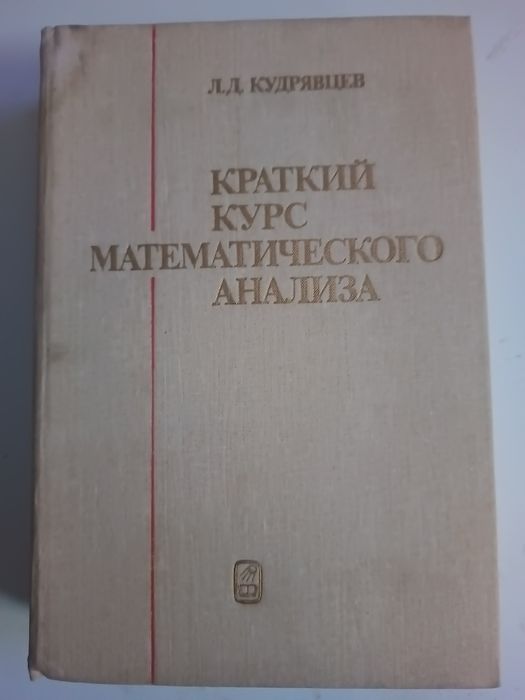 Л.Д. КУДРЯВЦЕВ
КРАТКИЙ
КУРС
МАТЕМАТИЧЕСКОГО
АНАЛИЗА